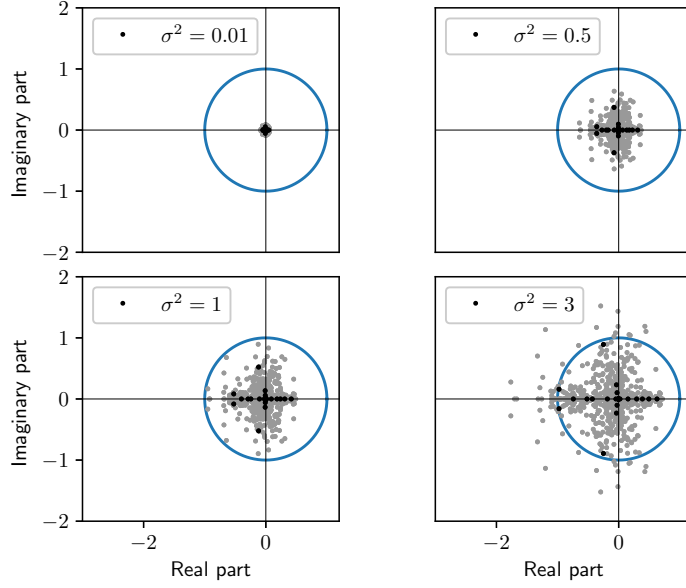 2
σ² = 0.01
1
0
−1
−2
Imaginary part
σ² = 0.5
2
σ² = 1
1
0
−1
−2
Imaginary part
−2
0
Real part
σ² = 3
−2
0
Real part